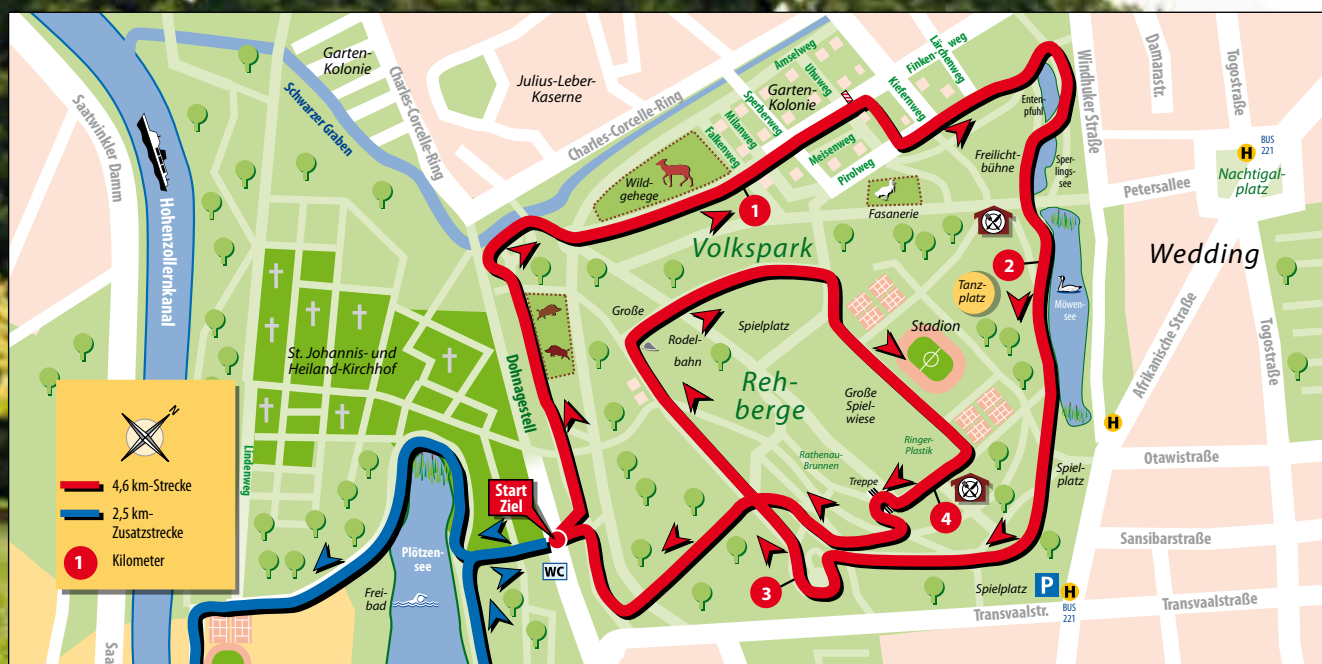 Garten-
Kolonie
Charles-Corcelle-Ring
Julius-Leber-
Kaserne
Charles-Corcelle-Ring
Schwarzer Graben
Saatwinkler Damm
Hohenzollernkanal
Amselweg
Uhuweg
Garten-
Kolonie
Sperberweg
Milanweg
Falkenweg
Meisenweg
Pirolweg
Kiefernweg
Finken-weg
Lärchenweg
Windhuker Straße
Damarastr.
Togostraße
Enten-
pfuhl
Freilicht-
bühne
Sper-
lings-
see
Petersallee
H
BUS
221
Nachtigal-
platz
Wild-
gehege
1
Fasanerie
Volkspark
2
Wedding
Tanz-
platz
Möwen-
see
Afrikanische Straße
Togostraße
Große
Rodel-
bahn
Spielplatz
Stadion
Reh-
berge
Große
Spiel-
wiese
Ringer-
Plastik
Rathenau-
Brunnen
Treppe
H
Spiel-
platz
Otawistraße
St. Johannis- und
Heiland-Kirchhof
Dohnagestell
Lindenweg
N
4,6 km-Strecke
2,5 km-
Zusatzstrecke
1
Kilometer
Start
Ziel
WC
4
3
Sansibarstraße
Plötzen-
see
Frei-
bad
Spielplatz
P
H
BUS
221
Transvaalstr.
Transvaalstraße
Saa